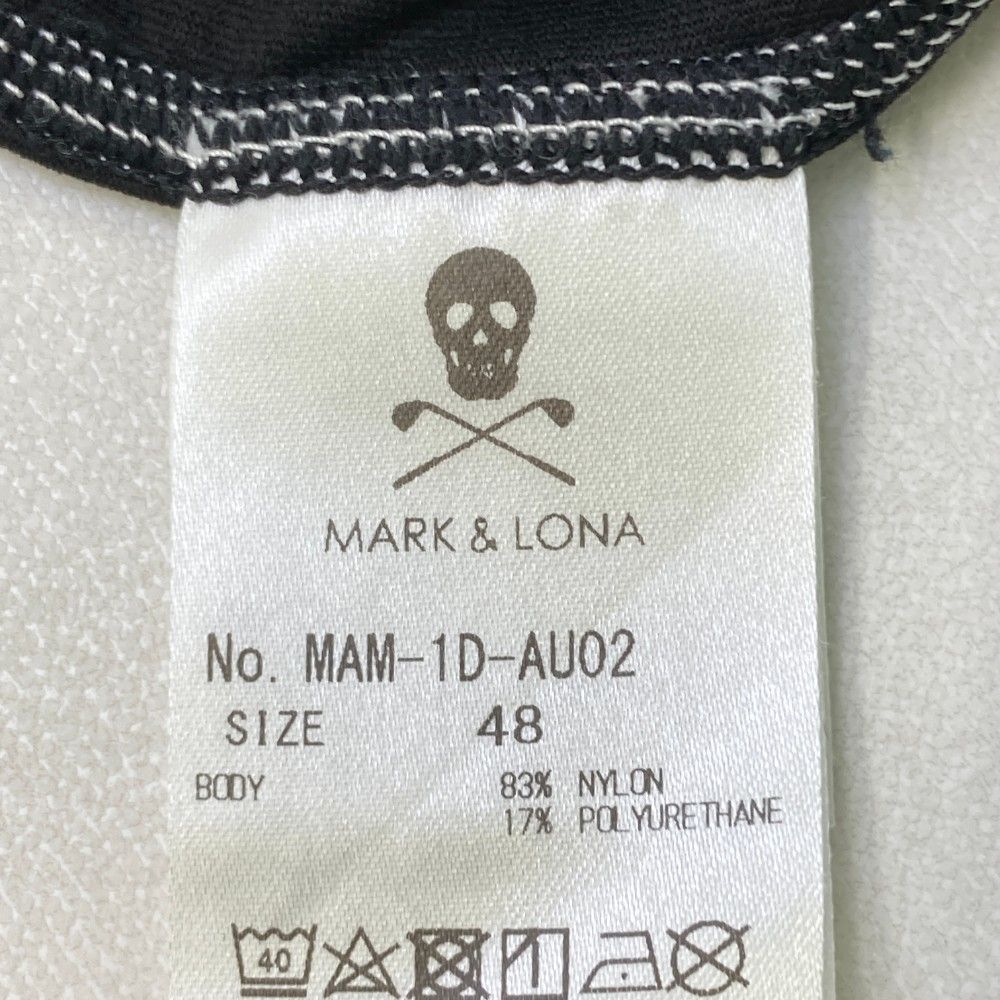 MARK & LONA
No. MAM-1D-AU02
SIZE 48
BODY 83% NYLON
17% POLYURETHANE
40